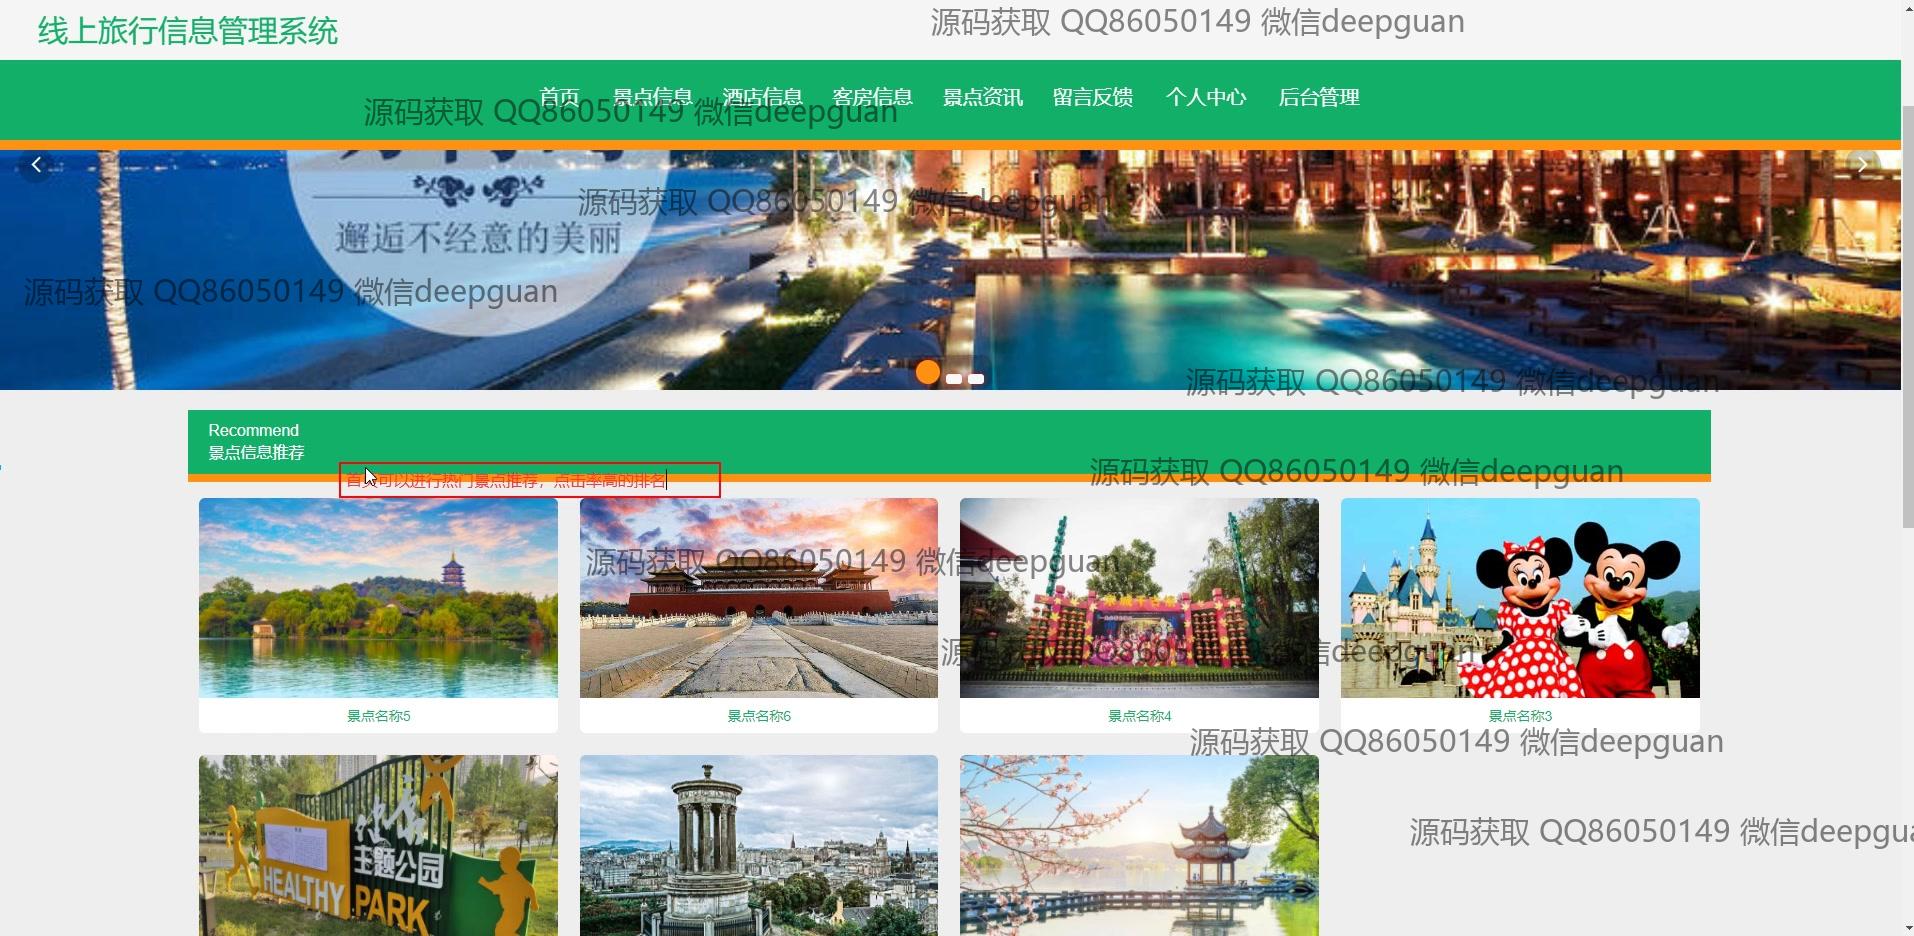 线上旅行信息管理系统
源码获取 QQ86050149 微信deepguan
首页 景点信息 酒店信息 客房信息 景点资讯 留言反馈 个人中心 后台管理
源码获取 QQ86050149 微信deepguan
源码获取 QQ86050149 微信deepguan
邂逅不经意的美丽
源码获取 QQ86050149 微信deepguan
源码获取 QQ86050149 微信deepguan
Recommend
景点信息推荐
源码获取 QQ86050149 微信deepguan
首页可以进行热门景点推荐，点击率高的排名
源码获取 QQ86050149 微信deepguan
源码获取 QQ86050149 微信deepguan
景点名称5
景点名称6
景点名称4
景点名称3
源码获取 QQ86050149 微信deepguan
源码获取 QQ86050149 微信deepgua
主题公园
HEALTHY
PARK